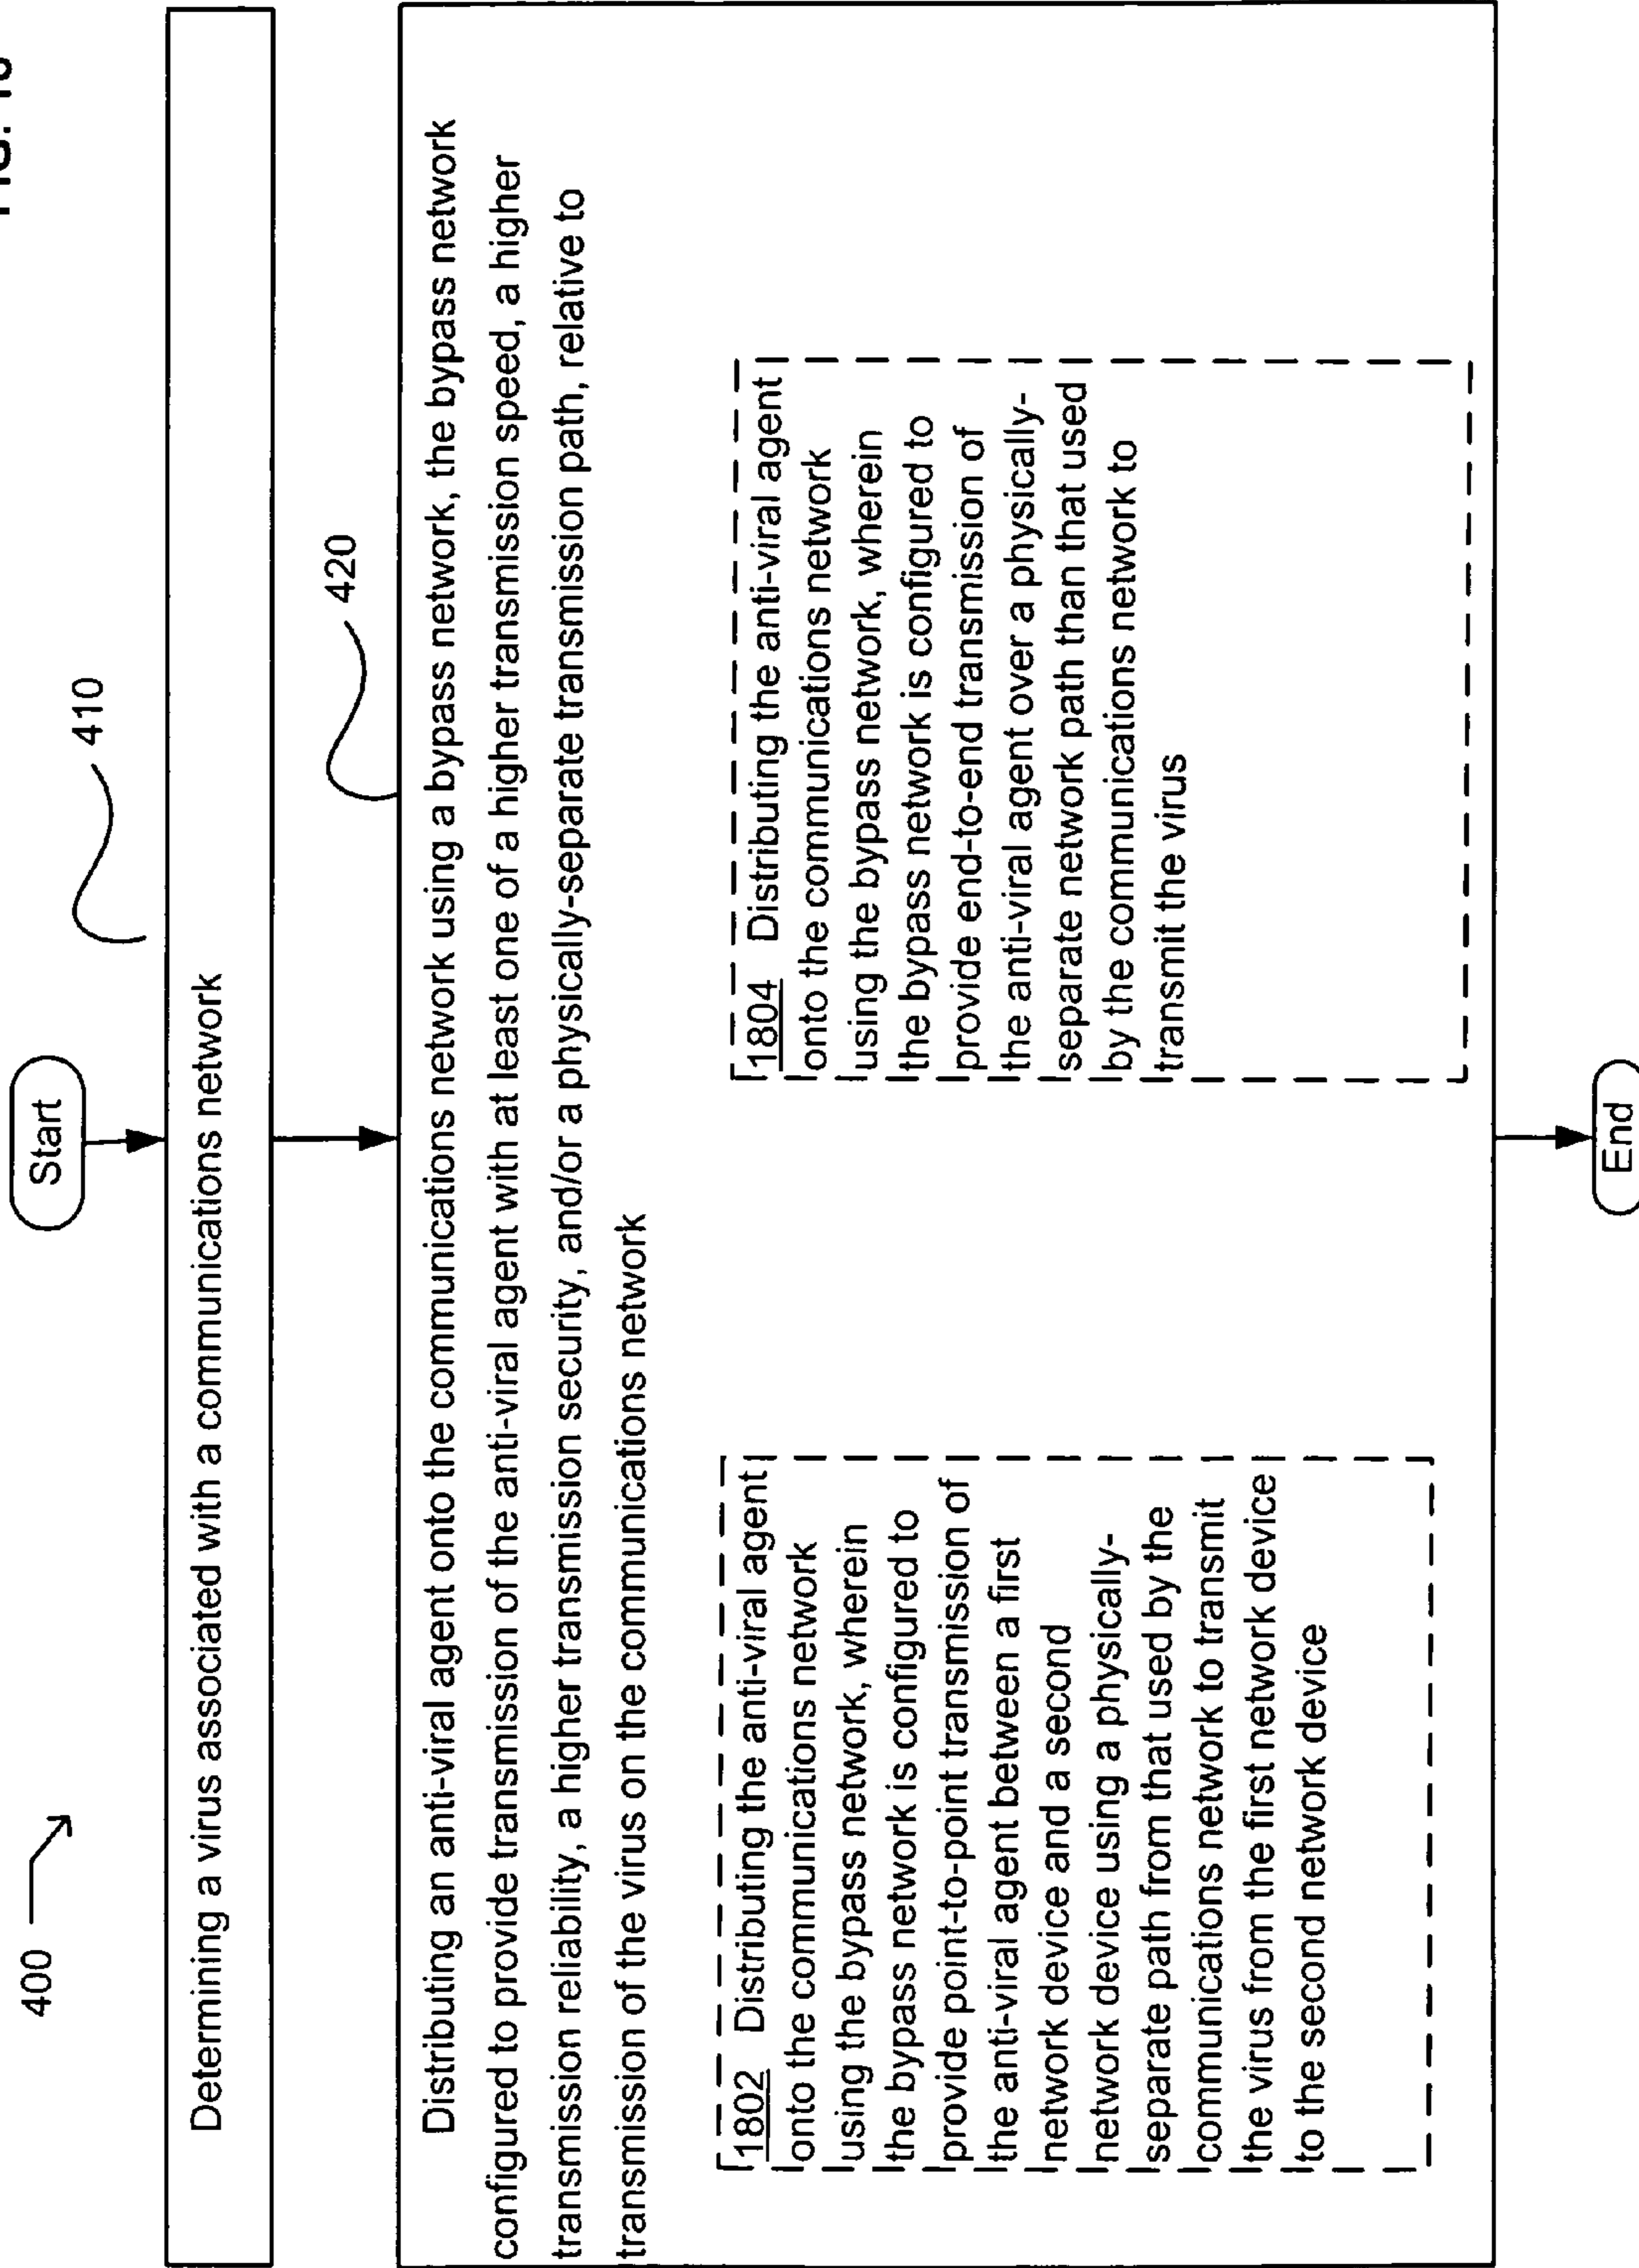 400
Start
410
Determining a virus associated with a communications network
420
Distributing an anti-viral agent onto the communications network using a bypass network, the bypass network
configured to provide transmission of the anti-viral agent with at least one of a higher transmission speed, a higher
transmission reliability, a higher transmission security, and/or a physically-separate transmission path, relative to
transmission of the virus on the communications network
1802 Distributing the anti-viral agent
onto the communications network
using the bypass network, wherein
the bypass network is configured to
provide point-to-point transmission of
the anti-viral agent between a first
network device and a second
network device using a physically-
separate path from that used by the
communications network to transmit
the virus from the first network device
to the second network device
1804 Distributing the anti-viral agent
onto the communications network
using the bypass network, wherein
the bypass network is configured to
provide end-to-end transmission of
the anti-viral agent over a physically-
separate network path than that used
by the communications network to
transmit the virus
End